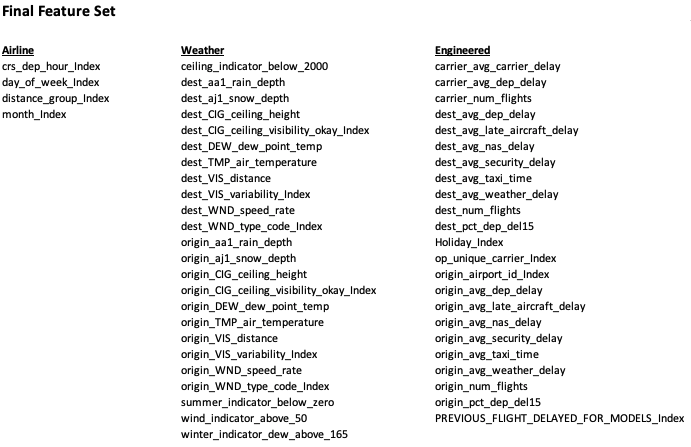 Final Feature Set
Airline
crs_dep_hour_Index
day_of_week_Index
distance_group_Index
month_Index
Weather
ceiling_indicator_below_2000
dest_aa1_rain_depth
dest_aj1_snow_depth
dest_CIG_ceiling_height
dest_CIG_ceiling_visibility_okay_Index
dest_DEW_dew_point_temp
dest_TMP_air_temperature
dest_VIS_distance
dest_VIS_variability_Index
dest_WND_speed_rate
dest_WND_type_code_Index
origin_aa1_rain_depth
origin_aj1_snow_depth
origin_CIG_ceiling_height
origin_CIG_ceiling_visibility_okay_Index
origin_DEW_dew_point_temp
origin_TMP_air_temperature
origin_VIS_distance
origin_VIS_variability_Index
origin_WND_speed_rate
origin_WND_type_code_Index
summer_indicator_below_zero
wind_indicator_above_50
winter_indicator_dew_above_165
Engineered
carrier_avg_carrier_delay
carrier_avg_dep_delay
carrier_num_flights
dest_avg_dep_delay
dest_avg_late_aircraft_delay
dest_avg_nas_delay
dest_avg_security_delay
dest_avg_taxi_time
dest_avg_weather_delay
dest_num_flights
dest_pct_dep_del15
Holiday_Index
op_unique_carrier_Index
origin_airport_id_Index
origin_avg_dep_delay
origin_avg_late_aircraft_delay
origin_avg_nas_delay
origin_avg_security_delay
origin_avg_taxi_time
origin_avg_weather_delay
origin_num_flights
origin_pct_dep_del15
PREVIOUS_FLIGHT_DELAYED_FOR_MODELS_Index